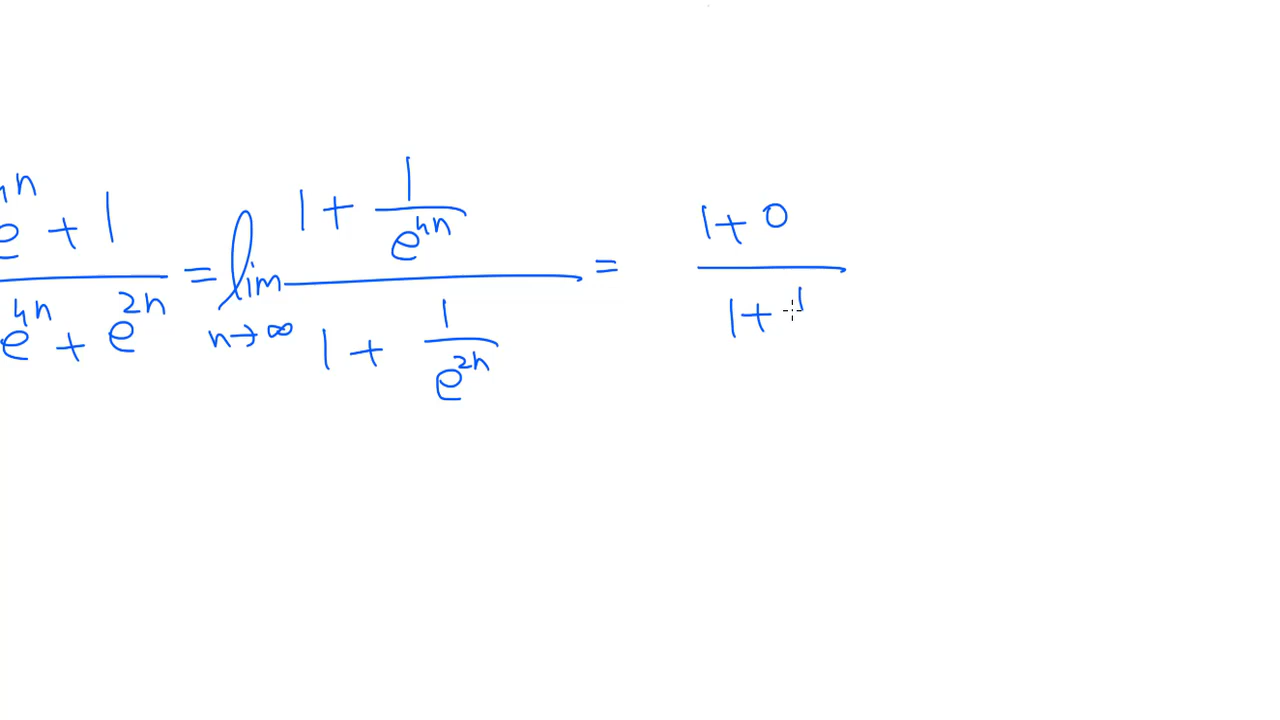 e^{4n} + 1 / e^{4n} + e^{2n} = lim n→∞ 1 + 1/e^{4n} / 1 + 1/e^{2n} = 1 + 0 / 1 +